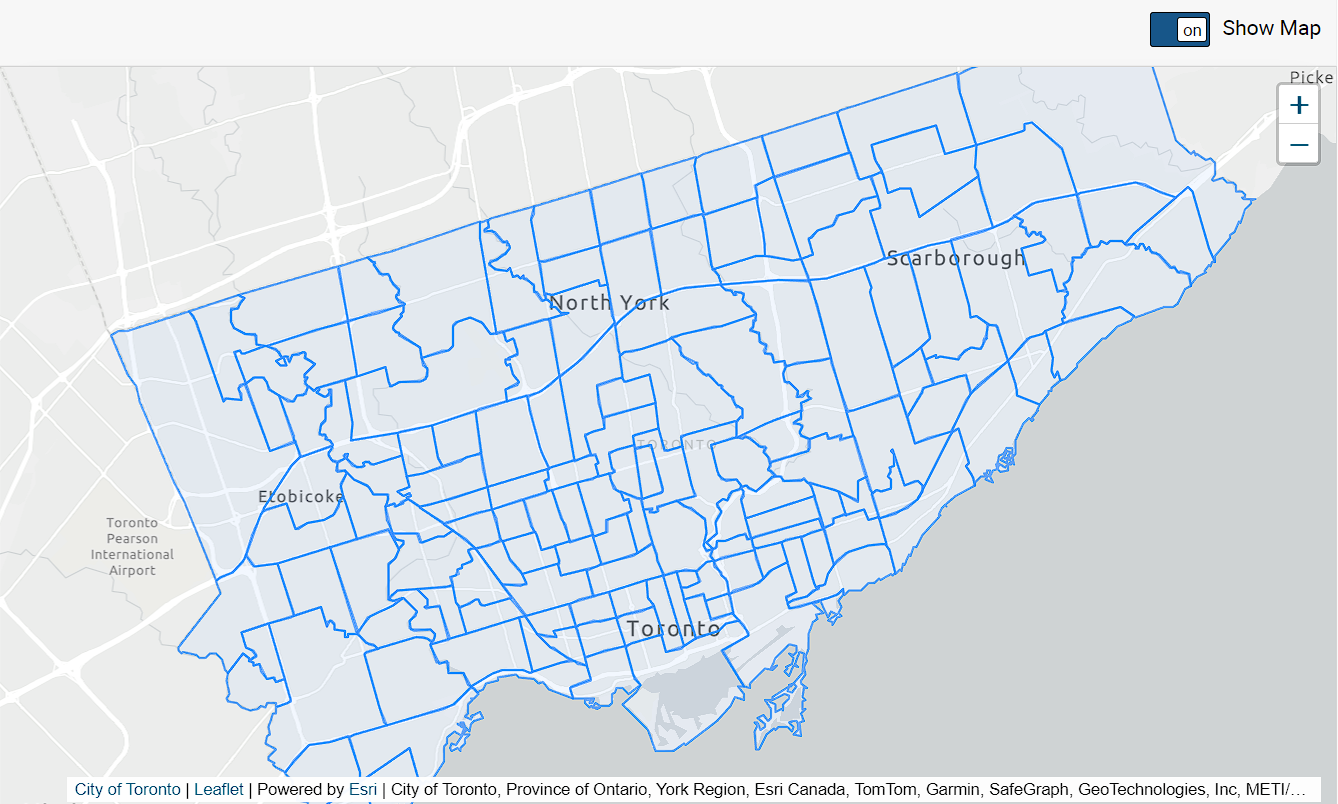 on Show Map
Picke
+
−
Scarborough
North York
TORONTO
Etobicoke
Toronto
Pearson
International
Airport
Toronto
City of Toronto | Leaflet | Powered by Esri | City of Toronto, Province of Ontario, York Region, Esri Canada, TomTom, Garmin, SafeGraph, GeoTechnologies, Inc, METI/…